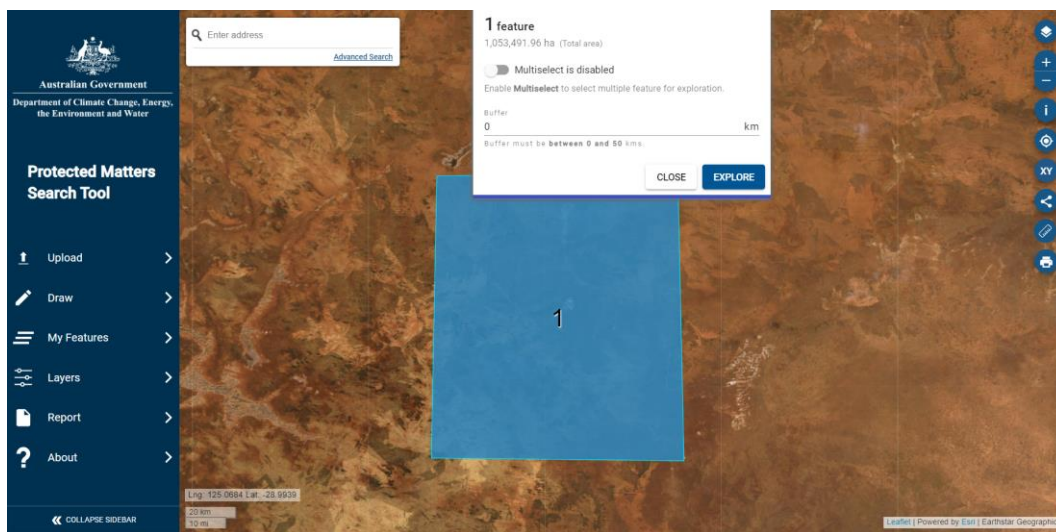 Australian Government
Department of Climate Change, Energy,
the Environment and Water
Protected Matters
Search Tool
Upload
Draw
My Features
Layers
Report
About
COLLAPSE SIDEBAR
Enter address
Advanced Search
1 feature
1,053,491.96 ha (Total area)
Multiselect is disabled
Enable Multiselect to select multiple feature for exploration.
Buffer
0 km
Buffer must be between 0 and 50 kms.
CLOSE EXPLORE
1
XY
Lng: 125.0684 Lat: -28.9939
20 km
10 mi
Leaflet | Powered by Esri | Earthstar Geographic